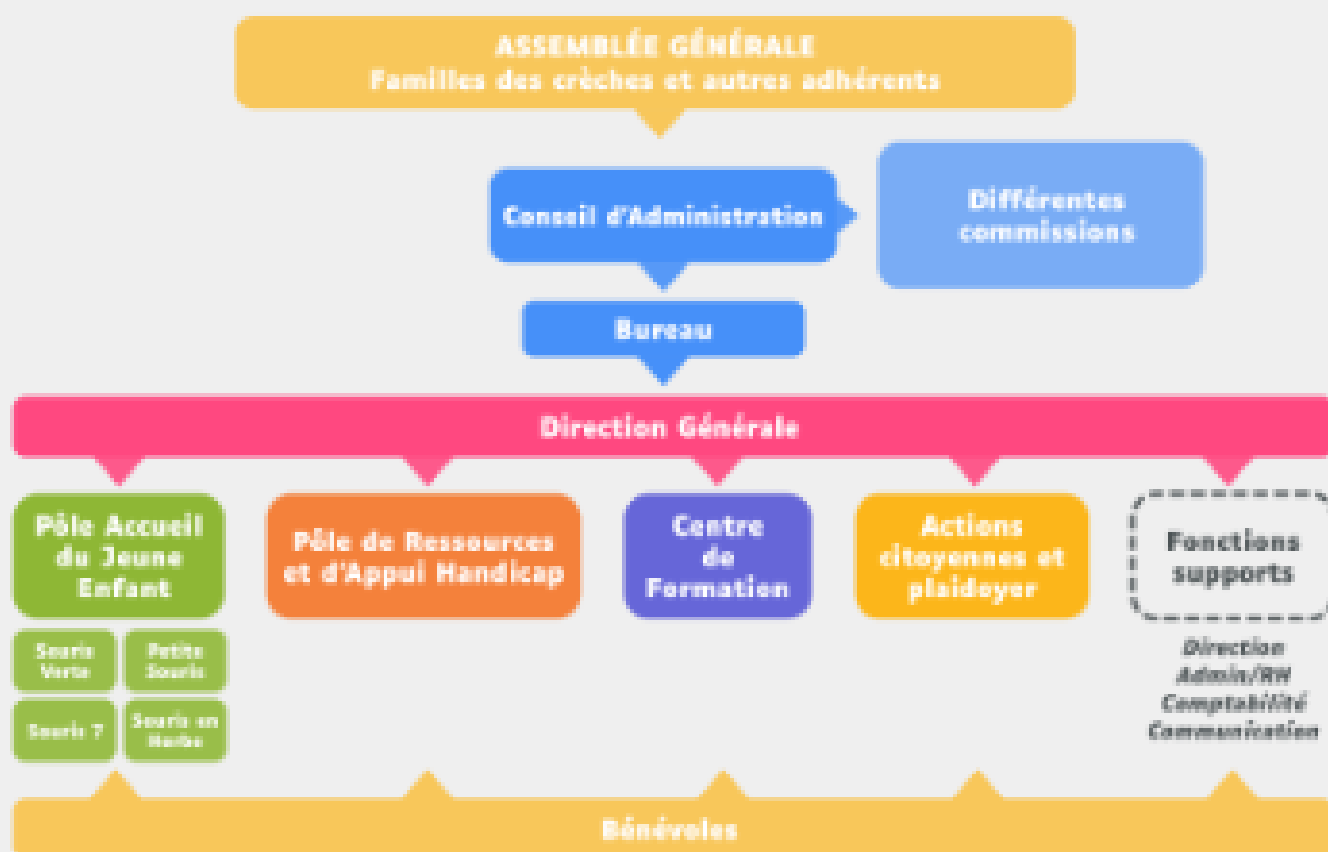 ASSEMBLÉE GÉNÉRALE
Familles des crèches et autres adhérents
Conseil d'Administration
Différentes
commissions
Bureau
Direction Générale
Pôle Accueil
du Jeune
Enfant
Pôle de Ressources
et d'Appui Handicap
Centre
de
Formation
Actions
citoyennes et
plaidoyer
Fonctions
supports
Souris
Verte
Petite
Souris
Souris 7
Souris en
Herbe
Direction
Admin/RH
Comptabilité
Communication
Bénévoles